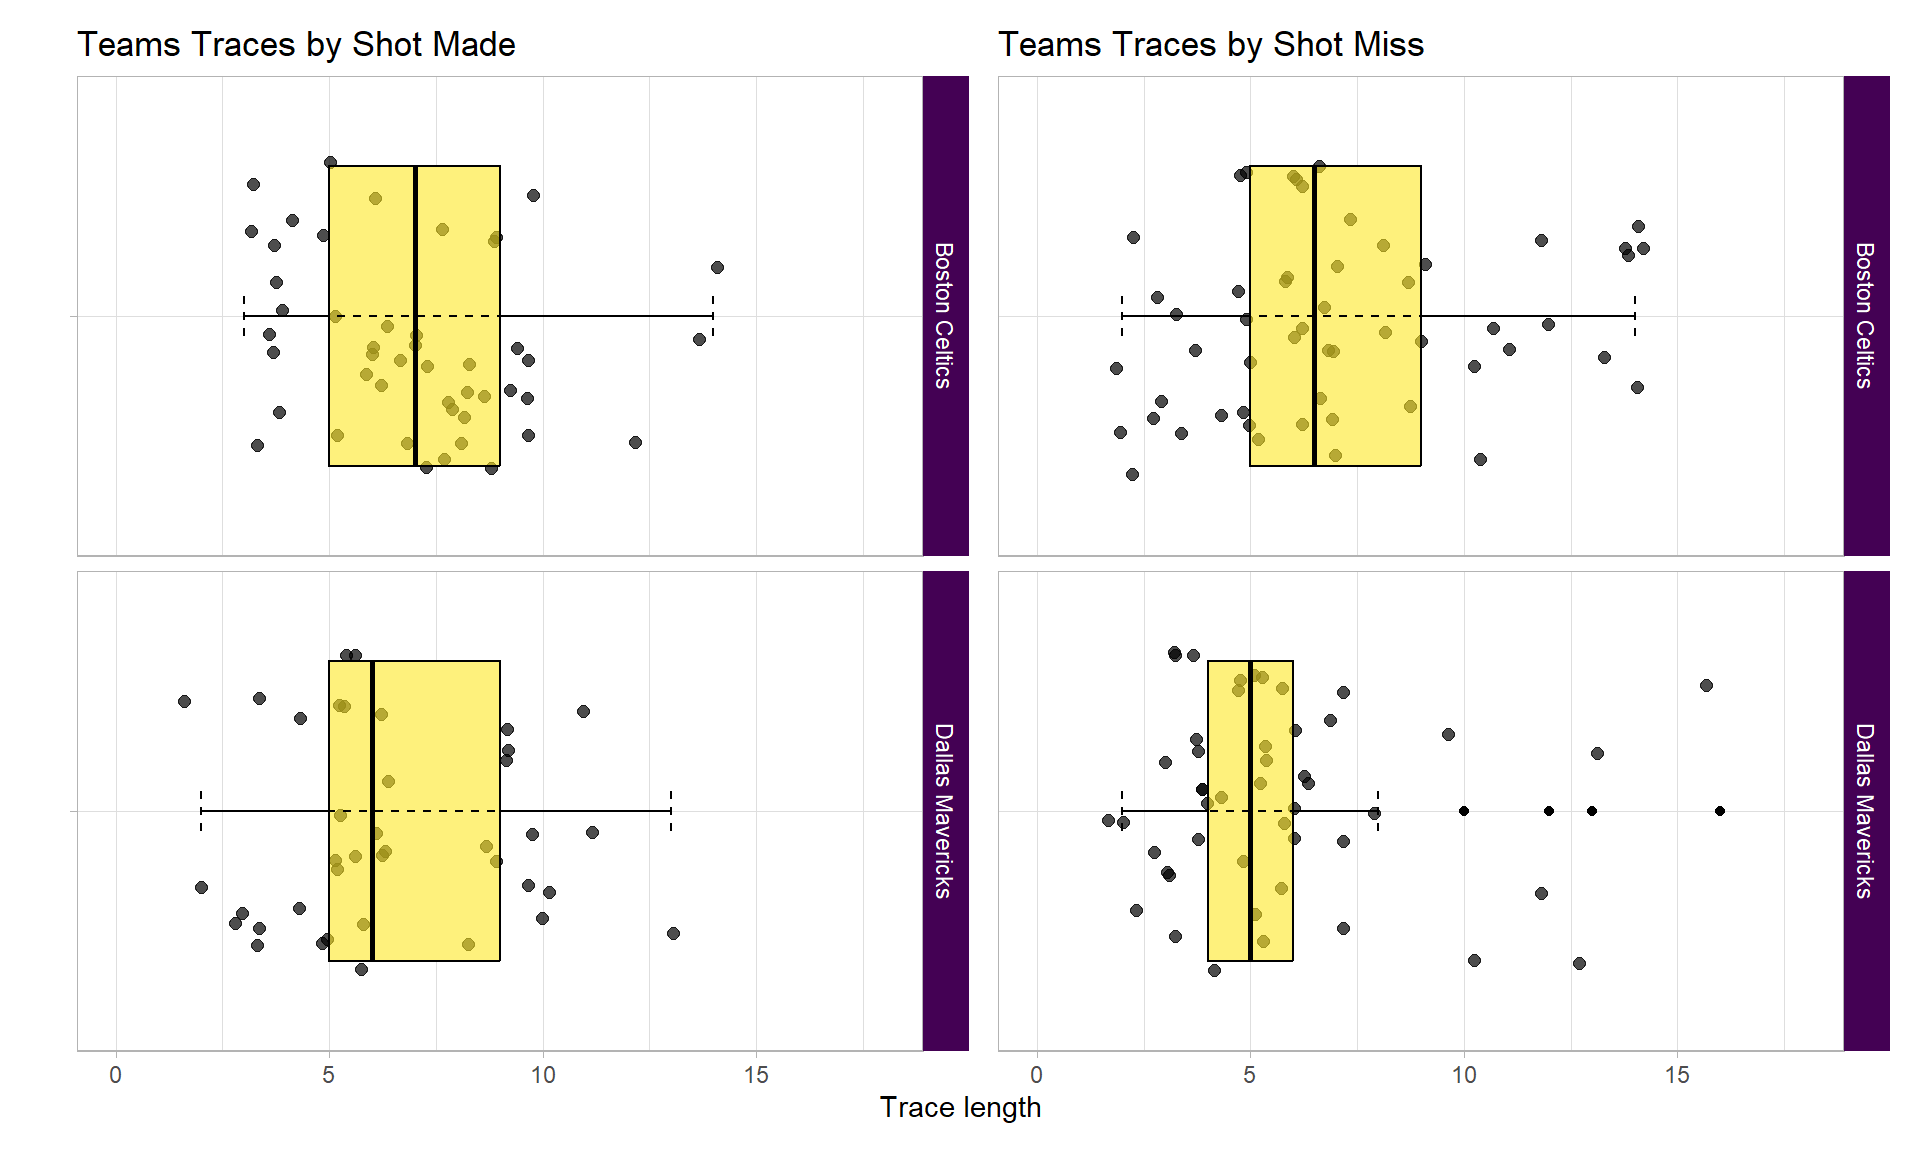 Teams Traces by Shot Made
Teams Traces by Shot Miss
Boston Celtics
Boston Celtics
Dallas Mavericks
Dallas Mavericks
0 5 10 15
0 5 10 15
Trace length